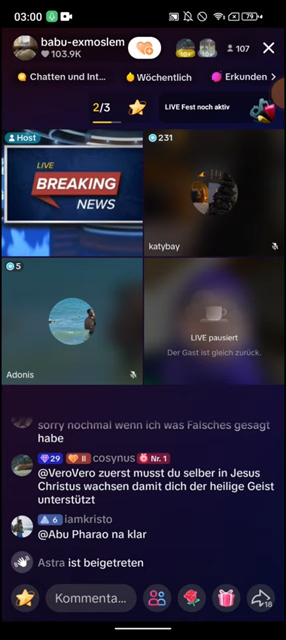 03:00
79
babu-exmoslem
103.9K
107
Chatten und Int...
Wöchentlich
Erkunden
2/3
LIVE Fest noch aktiv
Host
231
LIVE
BREAKING
NEWS
katybay
5
LIVE pausiert
Der Gast ist gleich zurück.
Adonis
sorry nochmal wenn ich was Falsches gesagt
habe
29 II cosynus Nr. 1
@VeroVero zuerst musst du selber in Jesus
Christus wachsen damit dich der heilige Geist
unterstützt
6 iamkristo
@Abu Pharao na klar
Astra ist beigetreten
Kommenta...
18